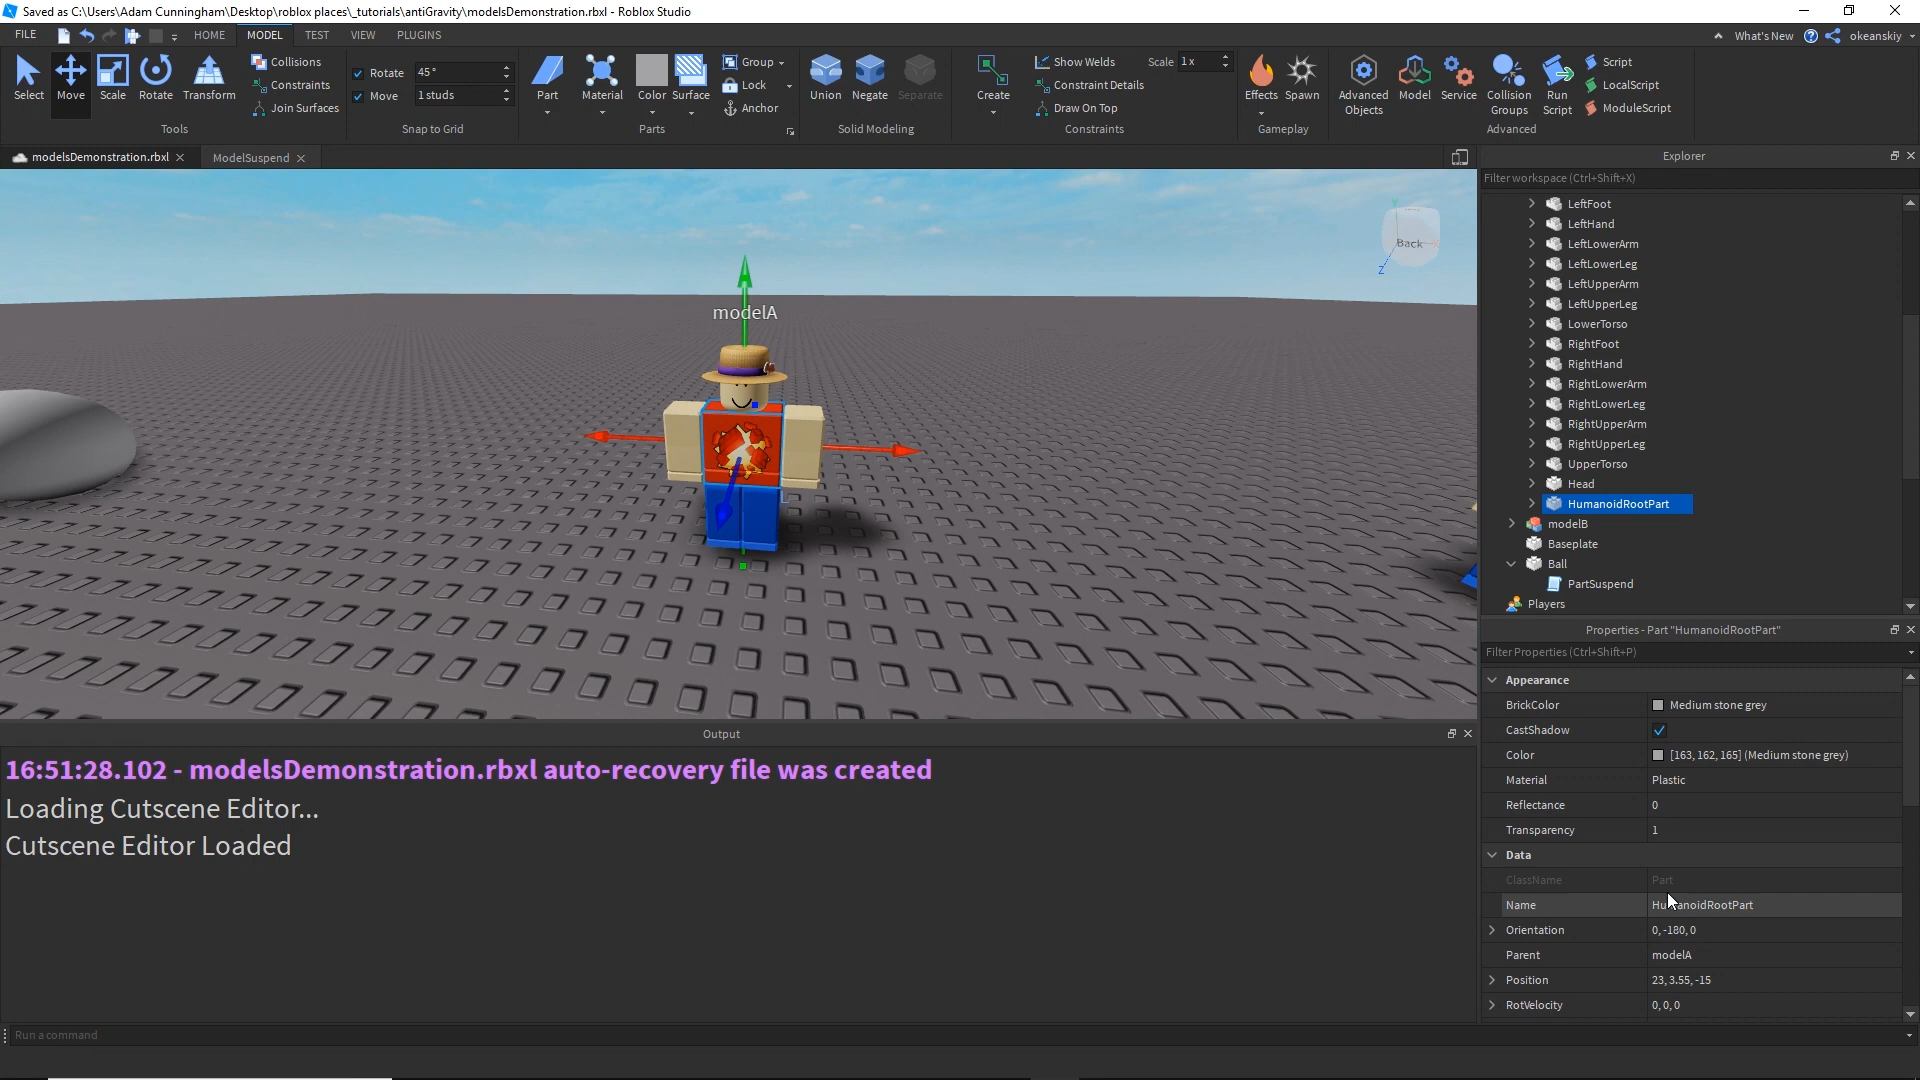 Saved as C:\Users\Adam Cunningham\Desktop\roblox places\_tutorials\antiGravity\modelsDemonstration.rbxl - Roblox Studio
FILE HOME MODEL TEST VIEW PLUGINS What's New okeanskiy
Select Move Scale Rotate Transform
Collisions
Constraints
Join Surfaces
Tools
Rotate 45°
Move 1 studs
Snap to Grid
Part Material Color Surface
Group
Lock
Anchor
Parts
Union Negate Separate
Solid Modeling
Create
Show Welds Scale 1x
Constraint Details
Draw On Top
Constraints
Effects Spawn
Gameplay
Advanced Objects Model Service Collision Groups Run Script
Script
LocalScript
ModuleScript
Advanced
modelsDemonstration.rbxl ModelSuspend
Back
Z
modelA
Explorer
Filter workspace (Ctrl+Shift+X)
LeftFoot
LeftHand
LeftLowerArm
LeftLowerLeg
LeftUpperArm
LeftUpperLeg
LowerTorso
RightFoot
RightHand
RightLowerArm
RightLowerLeg
RightUpperArm
RightUpperLeg
UpperTorso
Head
HumanoidRootPart
modelB
Baseplate
Ball
PartSuspend
Players
Properties - Part "HumanoidRootPart"
Filter Properties (Ctrl+Shift+P)
Appearance
BrickColor Medium stone grey
CastShadow
Color [163, 162, 165] (Medium stone grey)
Material Plastic
Reflectance 0
Transparency 1
Data
ClassName Part
Name HumanoidRootPart
Orientation 0, -180, 0
Parent modelA
Position 23, 3.55, -15
RotVelocity 0, 0, 0
Output
16:51:28.102 - modelsDemonstration.rbxl auto-recovery file was created
Loading Cutscene Editor...
Cutscene Editor Loaded
Run a command